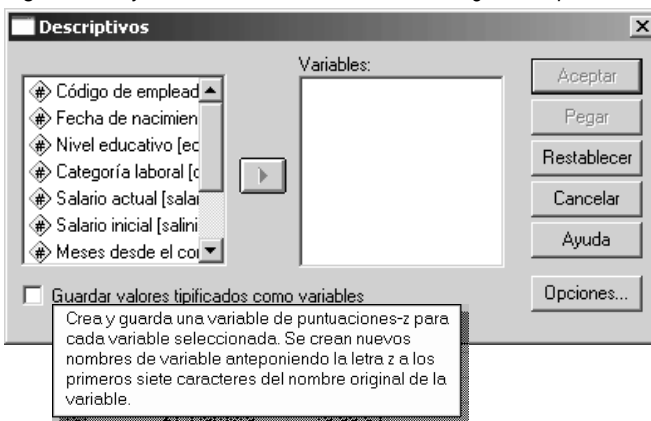 Descriptivos
Variables:
Código de emplead
Fecha de nacimien
Nivel educativo [ec
Categoría laboral [c
Salario actual [salar
Salario inicial [salini
Meses desde el cor
Aceptar
Pegar
Restablecer
Cancelar
Ayuda
Opciones...
Guardar valores tipificados como variables
Crea y guarda una variable de puntuaciones-z para
cada variable seleccionada. Se crean nuevos
nombres de variable anteponiendo la letra z a los
primeros siete caracteres del nombre original de la
variable.